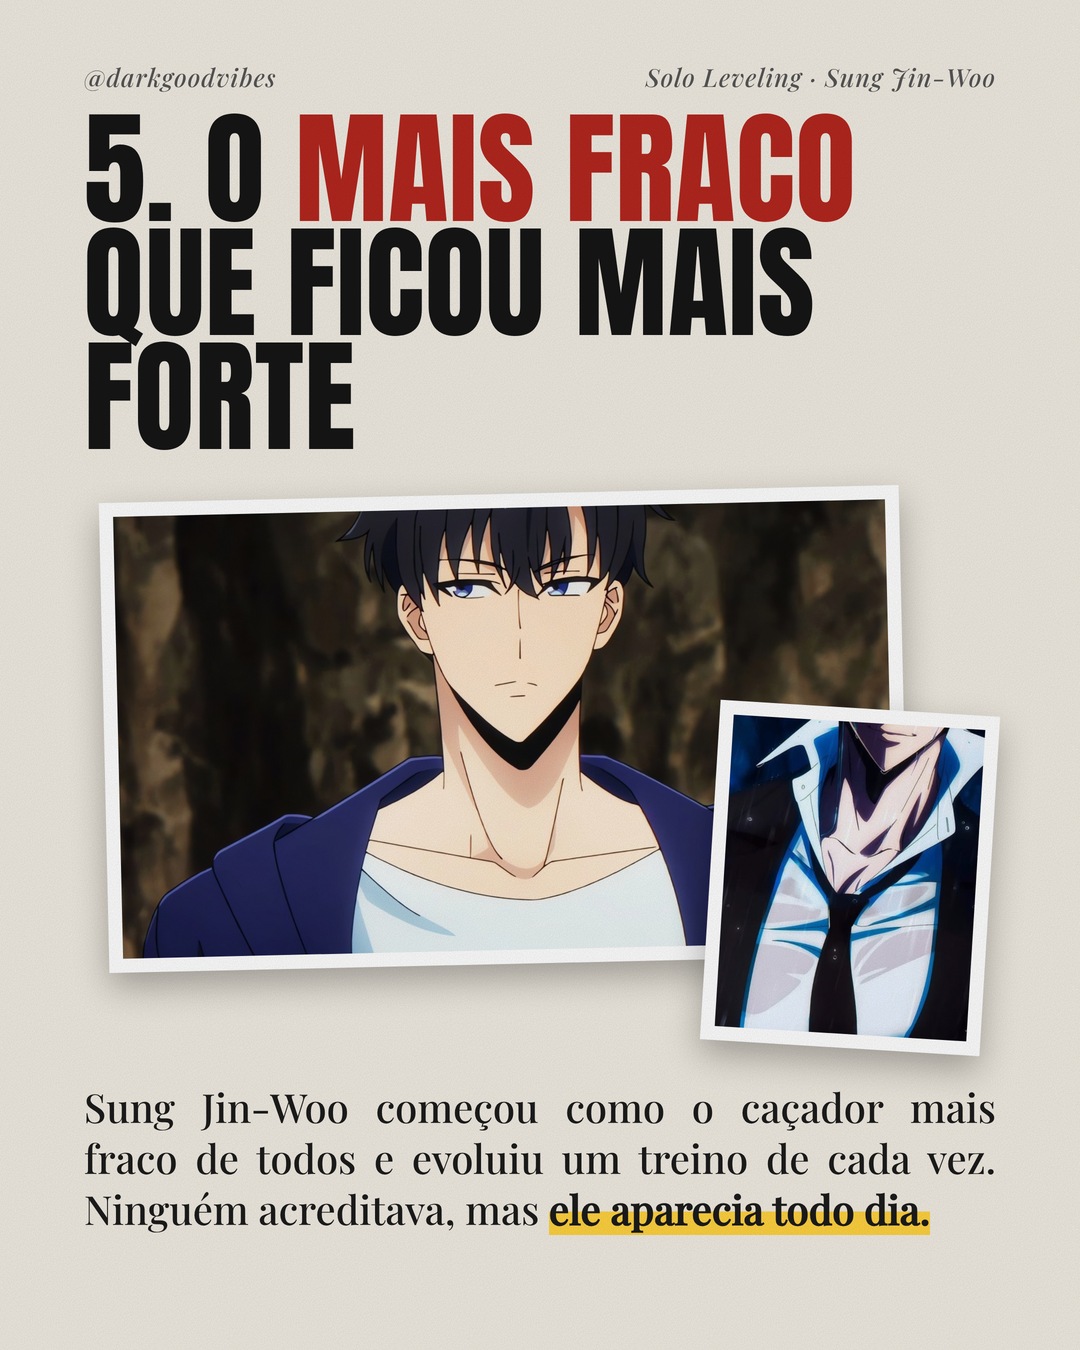 @darkgoodvibes
Solo Leveling · Sung Jin-Woo
5. O MAIS FRACO
QUE FICOU MAIS
FORTE
Sung Jin-Woo começou como o caçador mais
fraco de todos e evoluiu um treino de cada vez.
Ninguém acreditava, mas ele aparecia todo dia.